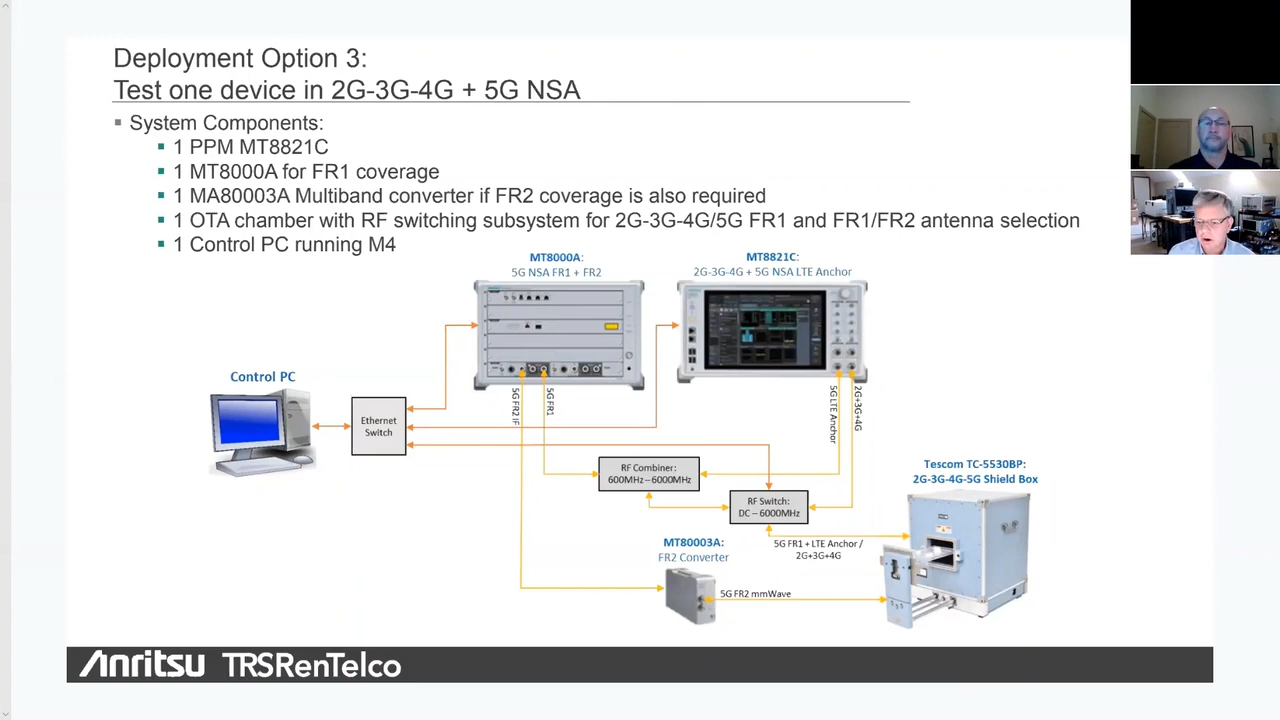 Deployment Option 3:
Test one device in 2G-3G-4G + 5G NSA
System Components:
1 PPM MT8821C
1 MT8000A for FR1 coverage
1 MA80003A Multiband converter if FR2 coverage is also required
1 OTA chamber with RF switching subsystem for 2G-3G-4G/5G FR1 and FR1/FR2 antenna selection
1 Control PC running M4
MT8000A:
5G NSA FR1 + FR2
MT8821C:
2G-3G-4G + 5G NSA LTE Anchor
Control PC
Ethernet
Switch
5G FR2 IF
5G FR1
5G LTE Anchor
2G+3G+4G
RF Combiner:
600MHz – 6000MHz
RF Switch:
DC – 6000MHz
Tescom TC-5530BP:
2G-3G-4G-5G Shield Box
MT80003A:
FR2 Converter
5G FR1 + LTE Anchor /
2G+3G+4G
5G FR2 mmWave
Anritsu TRSRenTelco